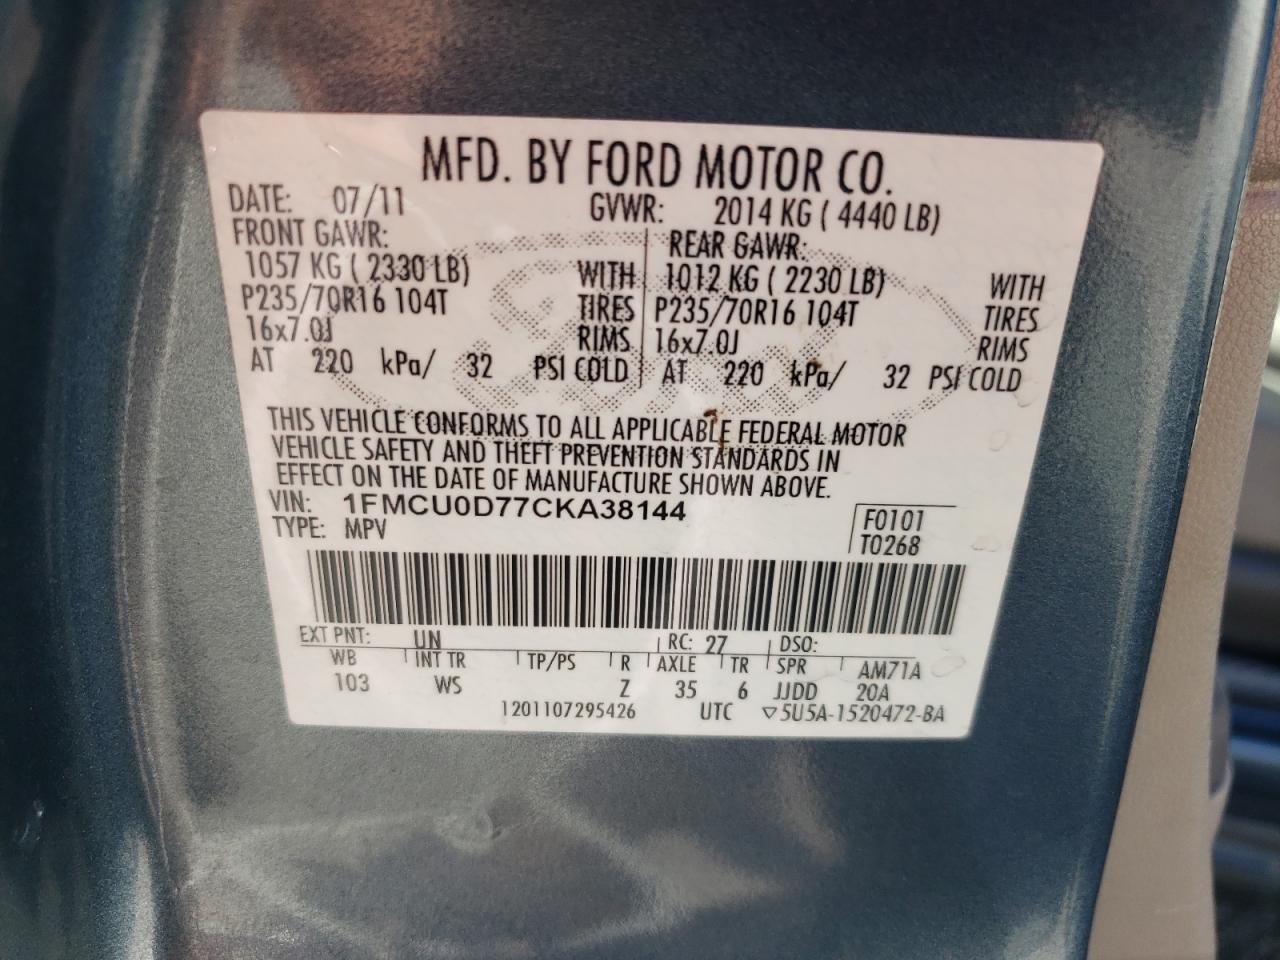 MFD. BY FORD MOTOR CO.
DATE: 07/11 GVWR: 2014 KG ( 4440 LB)
FRONT GAWR: REAR GAWR:
1057 KG ( 2330 LB) WITH 1012 KG ( 2230 LB) WITH
P235/70R16 104T TIRES P235/70R16 104T TIRES
16x7.0J RIMS 16x7.0J RIMS
AT 220 kPa/ 32 PSI COLD AT 220 kPa/ 32 PSI COLD
THIS VEHICLE CONFORMS TO ALL APPLICABLE FEDERAL MOTOR
VEHICLE SAFETY AND THEFT PREVENTION STANDARDS IN
EFFECT ON THE DATE OF MANUFACTURE SHOWN ABOVE.
VIN: 1FMCU0D77CKA38144 F0101
TYPE: MPV T0268
EXT PNT: UN RC: 27 DSO:
WB INT TR TP/PS R AXLE TR SPR AM71A
103 WS Z 35 6 JJDD 20A
1201107295426 UTC ▽5U5A-1520472-BA